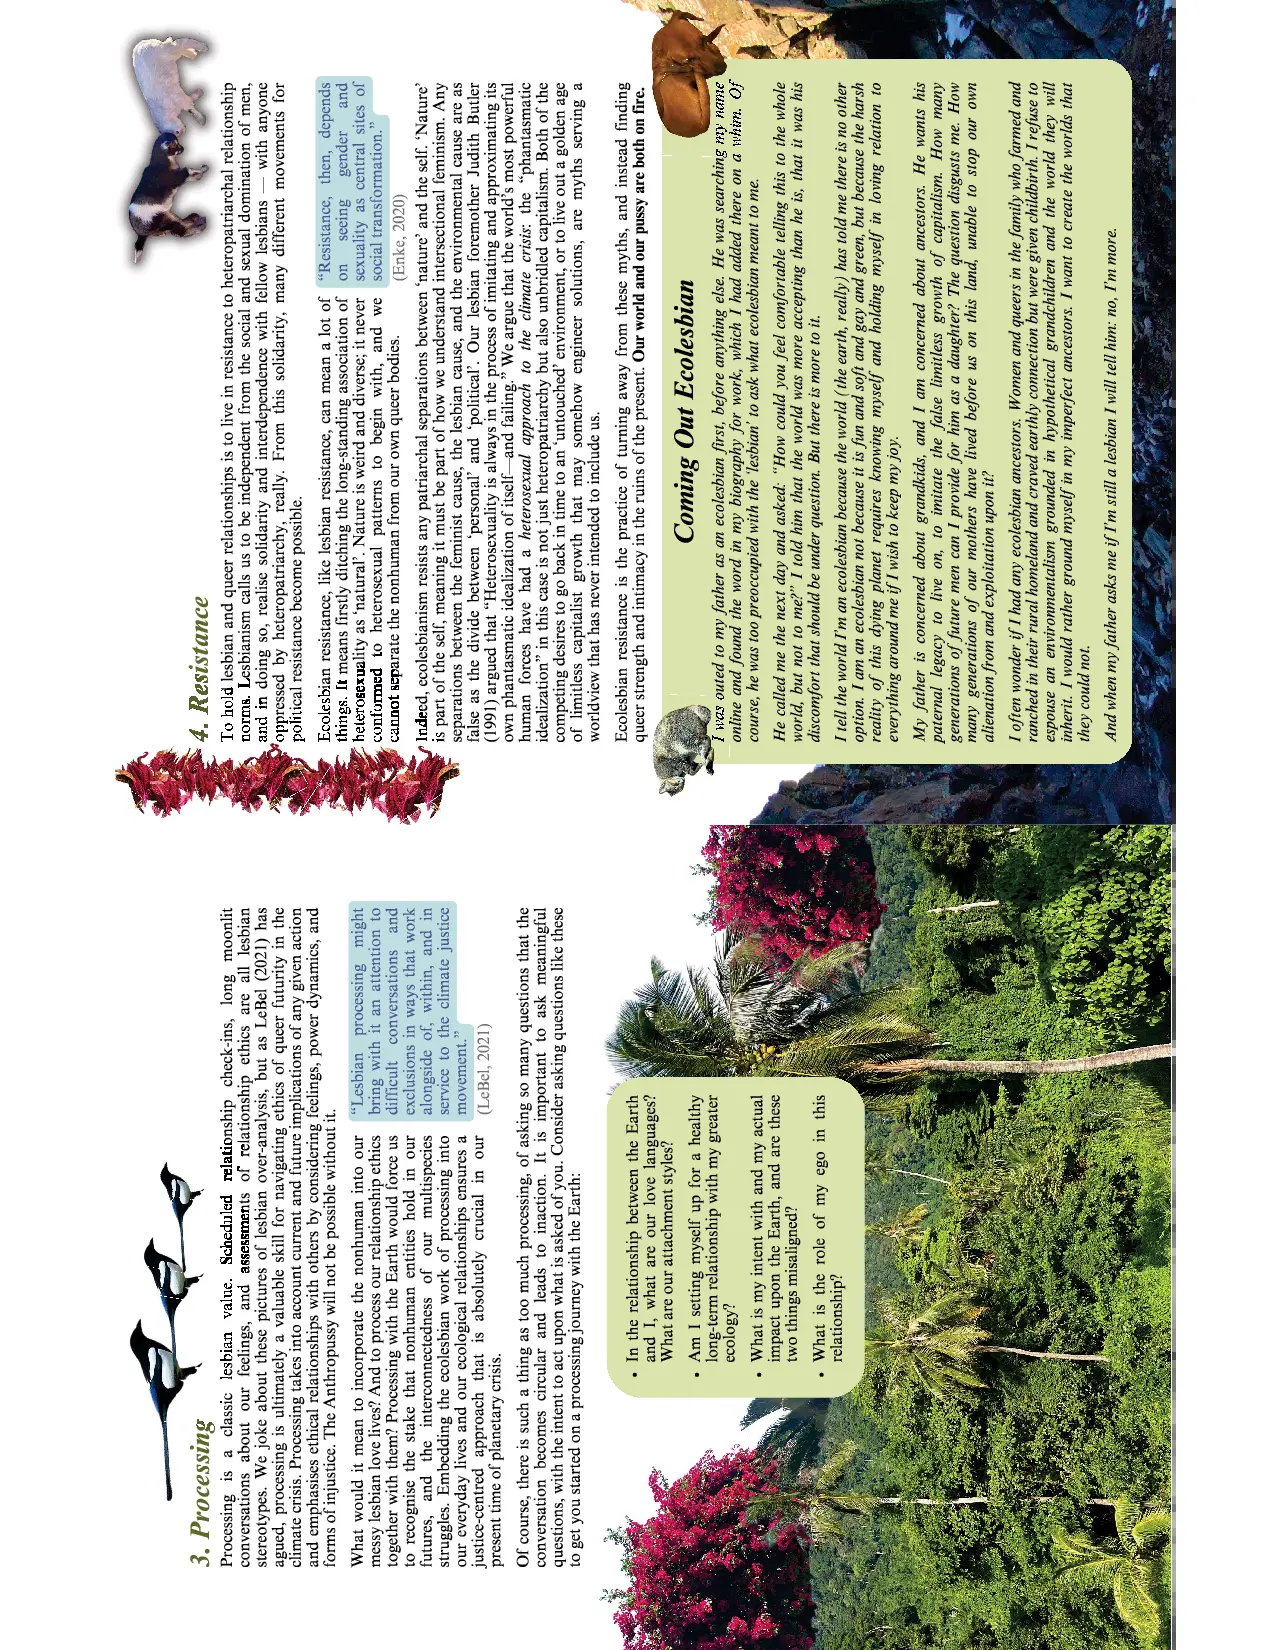 3. Processing
Processing is a classic lesbian value. Scheduled relationship check-ins, long moonlit
conversations about our feelings, and assessments of relationship ethics are all lesbian
stereotypes. We joke about these pictures of lesbian over-analysis, but as LeBel (2021) has
argued, processing is ultimately a valuable skill for navigating ethics of queer futurity in the
climate crisis. Processing takes into account current and future implications of any given action
and emphasises ethical relationships with others by considering feelings, power dynamics, and
forms of injustice. The Anthropussy will not be possible without it.
What would it mean to incorporate the nonhuman into our
messy lesbian love lives? And to process our relationship ethics
together with them? Processing with the Earth would force us
to recognise the stake that nonhuman entities hold in our
futures, and the interconnectedness of our multispecies
struggles. Embedding the ecolesbian work of processing into
our everyday lives and our ecological relationships ensures a
justice-centred approach that is absolutely crucial in our
present time of planetary crisis.
“Lesbian processing might
bring with it an attention to
difficult conversations and
exclusions in ways that work
alongside of, within, and in
service to the climate justice
movement.”
(LeBel, 2021)
Of course, there is such a thing as too much processing, of asking so many questions that the
conversation becomes circular and leads to inaction. It is important to ask meaningful
questions, with the intent to act upon what is asked of you. Consider asking questions like these
to get you started on a processing journey with the Earth:
• In the relationship between the Earth
and I, what are our love languages?
What are our attachment styles?
• Am I setting myself up for a healthy
long-term relationship with my greater
ecology?
• What is my intent with and my actual
impact upon the Earth, and are these
two things misaligned?
• What is the role of my ego in this
relationship?
4. Resistance
To hold lesbian and queer relationships is to live in resistance to heteropatriarchal relationship
norms. Lesbianism calls us to be independent from the social and sexual domination of men,
and in doing so, realise solidarity and interdependence with fellow lesbians — with anyone
oppressed by heteropatriarchy, really. From this solidarity, many different movements for
political resistance become possible.
Ecolesbian resistance, like lesbian resistance, can mean a lot of
things. It means firstly ditching the long-standing association of
heterosexuality as ‘natural’. Nature is weird and diverse; it never
conformed to heterosexual patterns to begin with, and we
cannot separate the nonhuman from our own queer bodies.
“Resistance, then, depends
on seeing gender and
sexuality as central sites of
social transformation.”
(Enke, 2020)
Indeed, ecolesbianism resists any patriarchal separations between ‘nature’ and the self. ‘Nature’
is part of the self, meaning it must be part of how we understand intersectional feminism. Any
separations between the feminist cause, the lesbian cause, and the environmental cause are as
false as the divide between ‘personal’ and ‘political’. Our lesbian foremother Judith Butler
(1991) argued that “Heterosexuality is always in the process of imitating and approximating its
own phantasmatic idealization of itself—and failing.” We argue that the world’s most powerful
human forces have had a heterosexual approach to the climate crisis: the “phantasmatic
idealization” in this case is not just heteropatriarchy but also unbridled capitalism. Both of the
competing desires to go back in time to an ‘untouched’ environment, or to live out a golden age
of limitless capitalist growth that may somehow engineer solutions, are myths serving a
worldview that has never intended to include us.
Ecolesbian resistance is the practice of turning away from these myths, and instead finding
queer strength and intimacy in the ruins of the present. Our world and our pussy are both on fire.
Coming Out Ecolesbian
I was outed to my father as an ecolesbian first, before anything else. He was searching my name
online and found the word in my biography for work, which I had added there on a whim. Of
course, he was too preoccupied with the ‘lesbian’ to ask what ecolesbian meant to me.
He called me the next day and asked: “How could you feel comfortable telling this to the whole
world, but not to me?” I told him that the world was more accepting than he is, that it was his
discomfort that should be under question. But there is more to it.
I tell the world I’m an ecolesbian because the world (the earth, really) has told me there is no other
option. I am an ecolesbian not because it is fun and soft and gay and green, but because the harsh
reality of this dying planet requires knowing myself and holding myself in loving relation to
everything around me if I wish to keep my joy.
My father is concerned about grandkids, and I am concerned about ancestors. He wants his
paternal legacy to live on, to imitate the false limitless growth of capitalism. How many
generations of future men can I provide for him as a daughter? The question disgusts me. How
many generations of our mothers have lived before us on this land, unable to stop our own
alienation from and exploitation upon it?
I often wonder if I had any ecolesbian ancestors. Women and queers in the family who farmed and
ranched in their rural homeland and craved earthly connection but were given childbirth. I refuse to
espouse an environmentalism grounded in hypothetical grandchildren and the world they will
inherit. I would rather ground myself in my imperfect ancestors. I want to create the worlds that
they could not.
And when my father asks me if I’m still a lesbian I will tell him: no, I’m more.